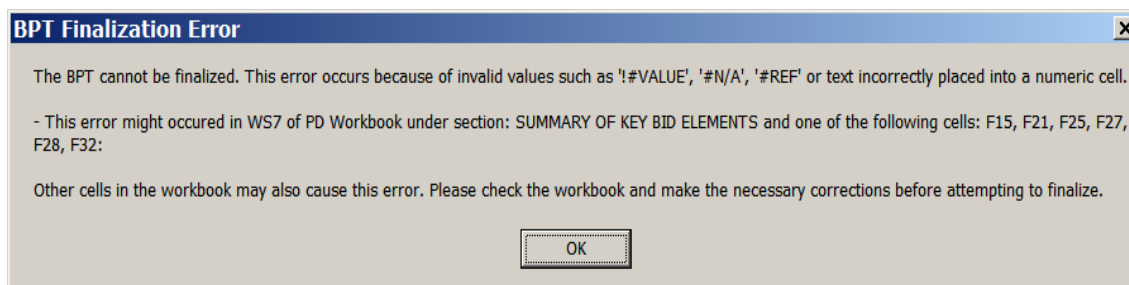 BPT Finalization Error
The BPT cannot be finalized. This error occurs because of invalid values such as '!#VALUE', '#N/A', '#REF' or text incorrectly placed into a numeric cell.
- This error might occured in WS7 of PD Workbook under section: SUMMARY OF KEY BID ELEMENTS and one of the following cells: F15, F21, F25, F27,
F28, F32:
Other cells in the workbook may also cause this error. Please check the workbook and make the necessary corrections before attempting to finalize.
OK